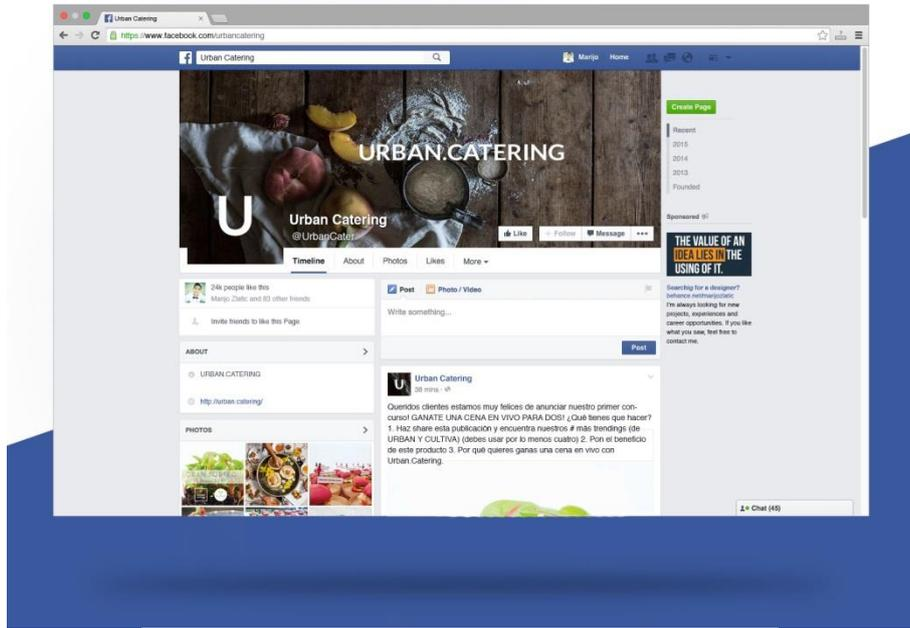 Urban Catering
https://www.facebook.com/urbancatering
Urban Catering
Marijo Home
URBAN.CATERING
U
Urban Catering
@UrbanCater
Like
Follow
Message
Timeline About Photos Likes More
Create Page
Recent
2015
2014
2013
Founded
Sponsored
THE VALUE OF AN
IDEA LIES IN THE
USING OF IT.
Searchig for a designer?
behance.net/marijozlatic
I'm always looking for new
projects, experiences and
career opportunities. If you like
what you saw, feel free to
contact me.
24k people like this
Marijo Zlatic and 83 other friends
Invite friends to like this Page
ABOUT
URBAN.CATERING
http://urban.catering/
PHOTOS
Post Photo / Video
Write something...
Post
U
Urban Catering
38 mins
Queridos clientes estamos muy felices de anunciar nuestro primer con-
curso! GANATE UNA CENA EN VIVO PARA DOS! ¿Qué tienes que hacer?
1. Haz share esta publicación y encuentra nuestros # más trendings (de
URBAN Y CULTIVA) (debes usar por lo menos cuatro) 2. Pon el beneficio
de este producto 3. Por qué quieres ganas una cena en vivo con
Urban.Catering.
Chat (45)